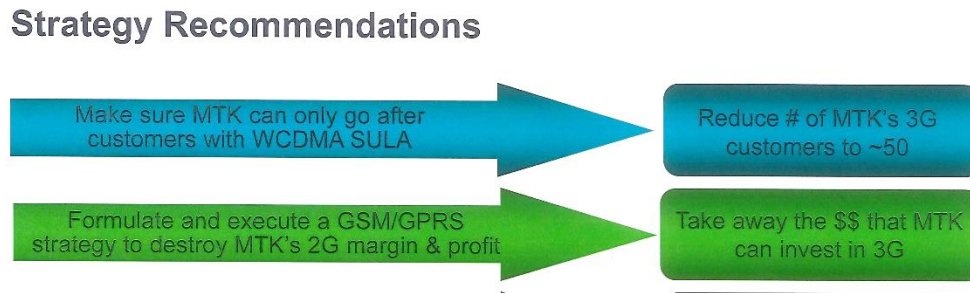 Strategy Recommendations
Make sure MTK can only go after
customers with WCDMA SULA
Reduce # of MTK's 3G
customers to ~50
Formulate and execute a GSM/GPRS
strategy to destroy MTK's 2G margin & profit
Take away the $$ that MTK
can invest in 3G